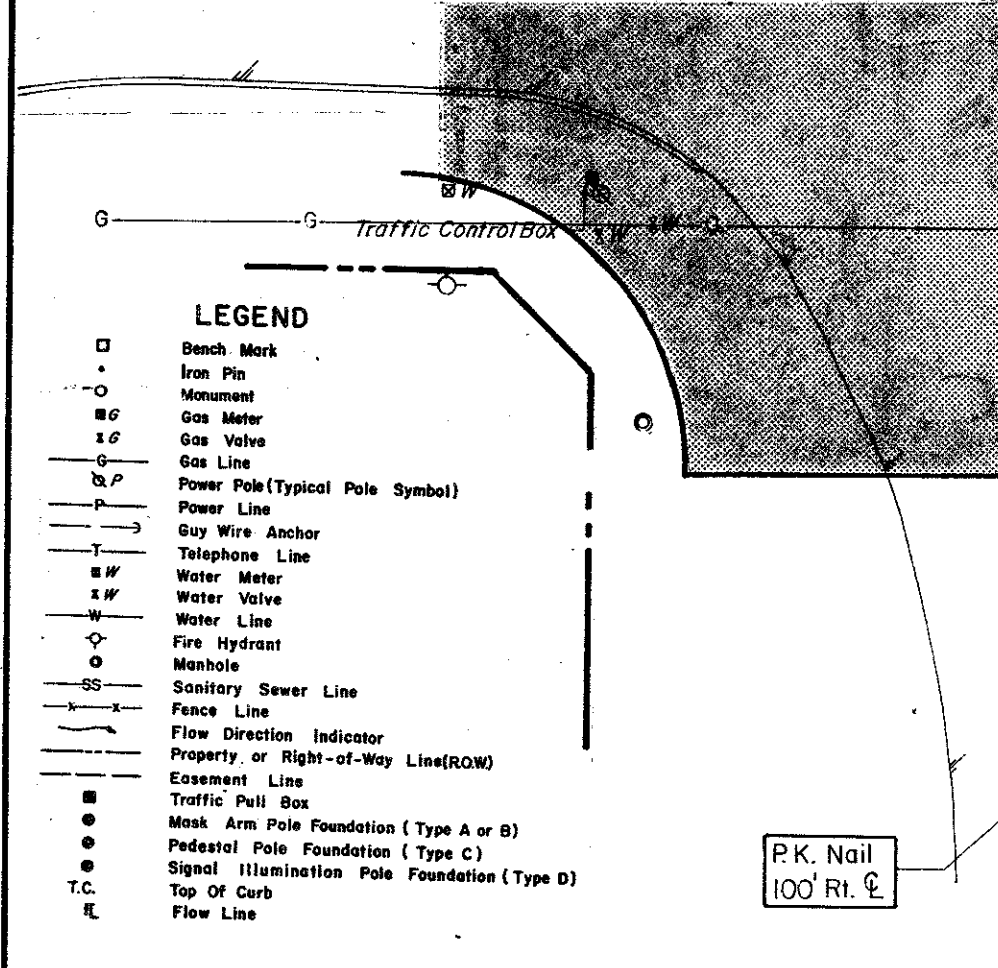 W
G G Traffic Control Box W W G
LEGEND
Bench Mark
Iron Pin
Monument
G Gas Meter
G Gas Valve
G Gas Line
P Power Pole (Typical Pole Symbol)
P Power Line
Guy Wire Anchor
T Telephone Line
W Water Meter
W Water Valve
W Water Line
Fire Hydrant
Manhole
SS Sanitary Sewer Line
x x Fence Line
Flow Direction Indicator
Property or Right-of-Way Line (R.O.W.)
Easement Line
Traffic Pull Box
Mask Arm Pole Foundation ( Type A or B)
Pedestal Pole Foundation ( Type C)
Signal Illumination Pole Foundation ( Type D)
T.C. Top Of Curb
FL Flow Line
P.K. Nail
100' Rt. ℄